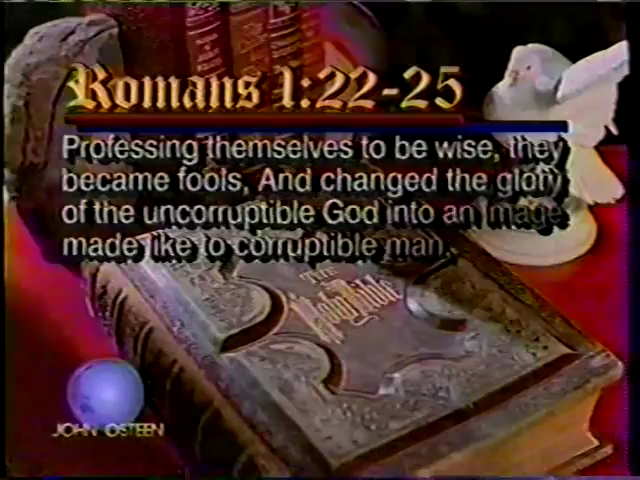 Romans 1:22-25
Professing themselves to be wise, they
became fools, And changed the glory
of the uncorruptible God into an image
made like to corruptible man,
THE
Holy Bible
JOHN OSTEEN